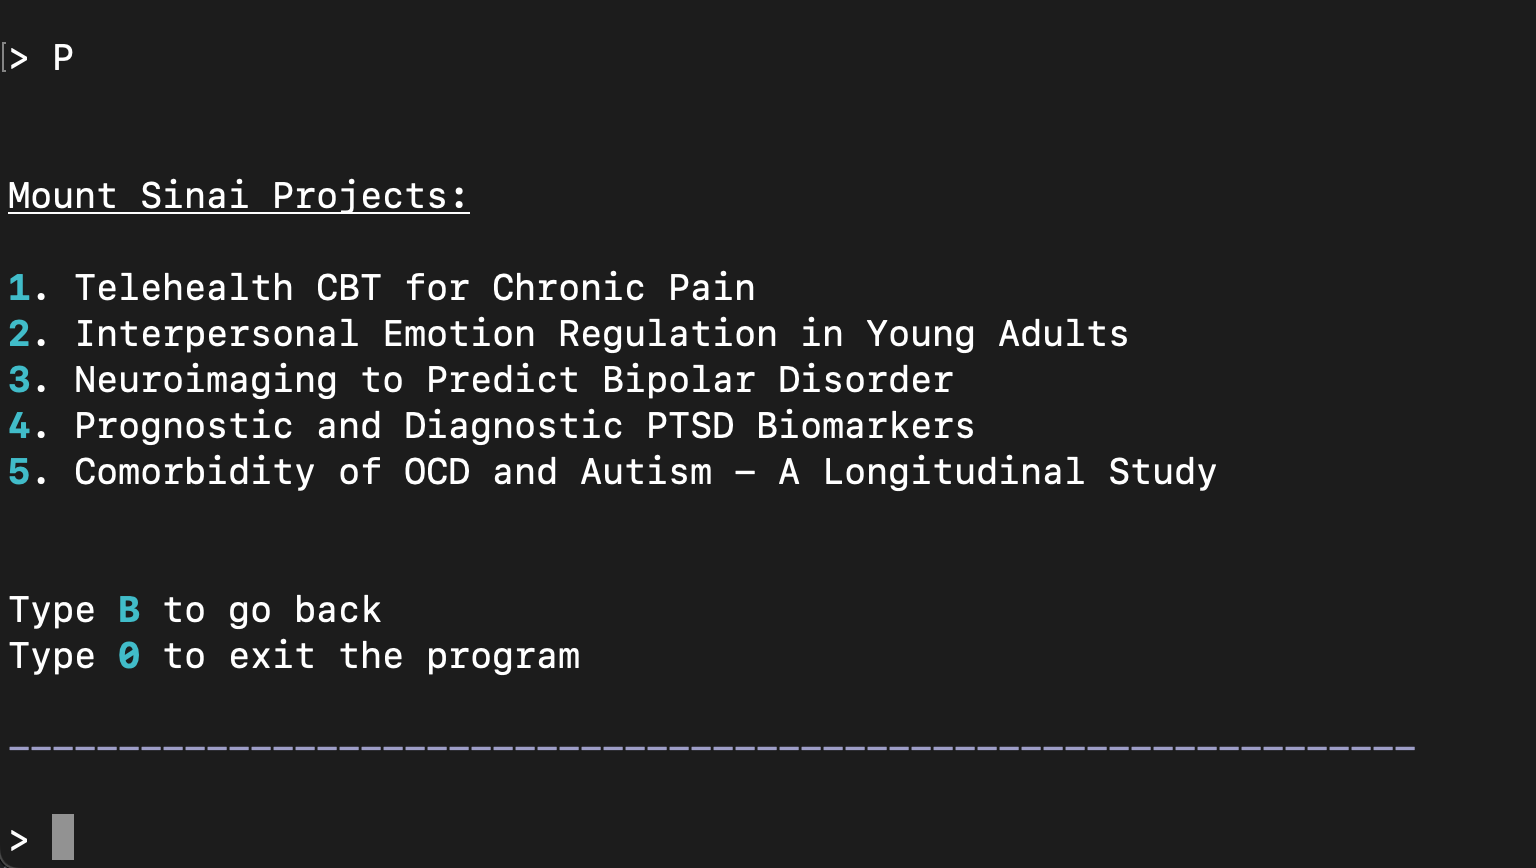 > P
Mount Sinai Projects:
1. Telehealth CBT for Chronic Pain
2. Interpersonal Emotion Regulation in Young Adults
3. Neuroimaging to Predict Bipolar Disorder
4. Prognostic and Diagnostic PTSD Biomarkers
5. Comorbidity of OCD and Autism – A Longitudinal Study
Type B to go back
Type 0 to exit the program
----------------------------------------------------------------
>